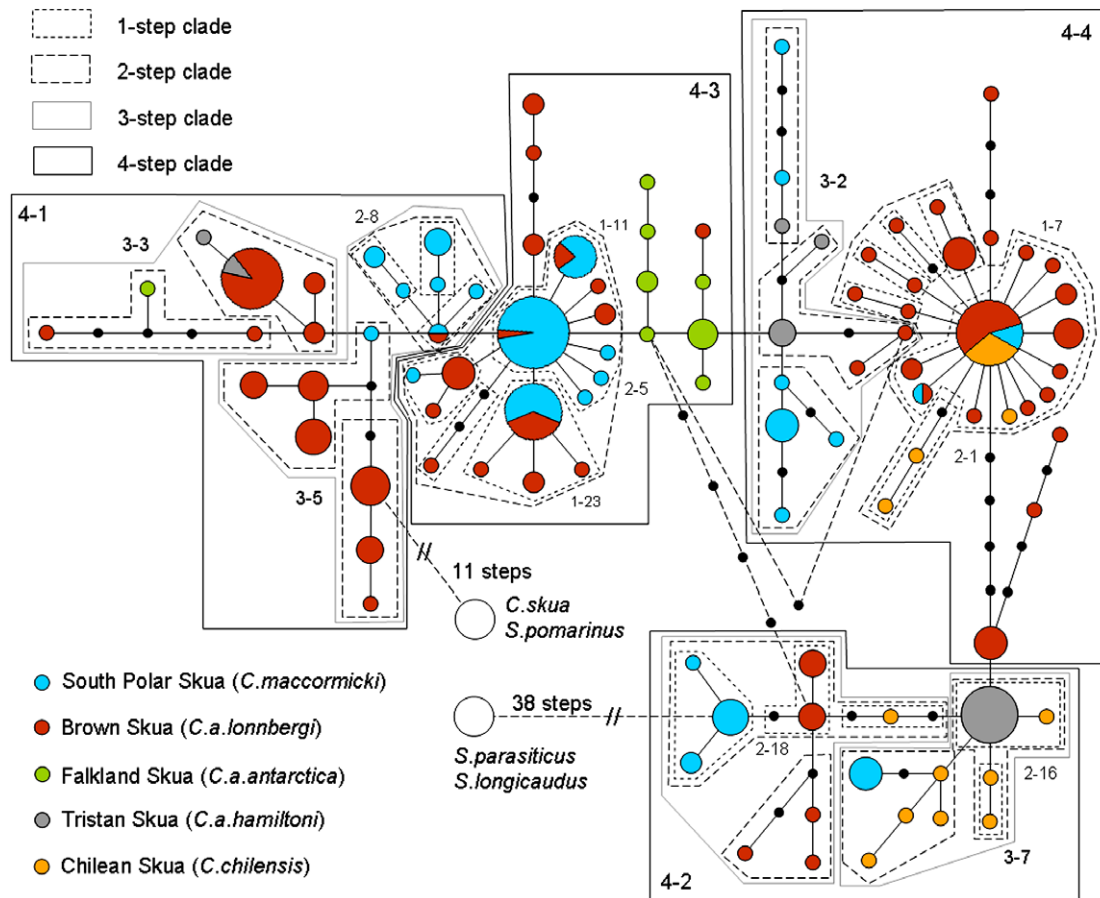 1-step clade
2-step clade
3-step clade
4-step clade
4-4
4-3
3-2
4-1
2-8
3-3
1-11
1-7
2-5
2-1
1-23
3-5
//
11 steps
C.skua
S.pomarinus
South Polar Skua (C.maccormicki)
Brown Skua (C.a.lonnbergi)
Falkland Skua (C.a.antarctica)
Tristan Skua (C.a.hamiltoni)
Chilean Skua (C.chilensis)
38 steps
//
S.parasiticus
S.longicaudus
2-18
2-16
3-7
4-2